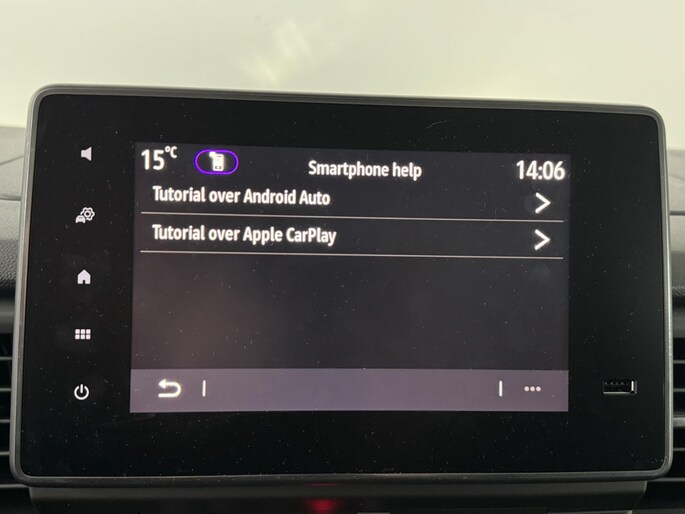 15°C Smartphone help 14:06
Tutorial over Android Auto
Tutorial over Apple CarPlay